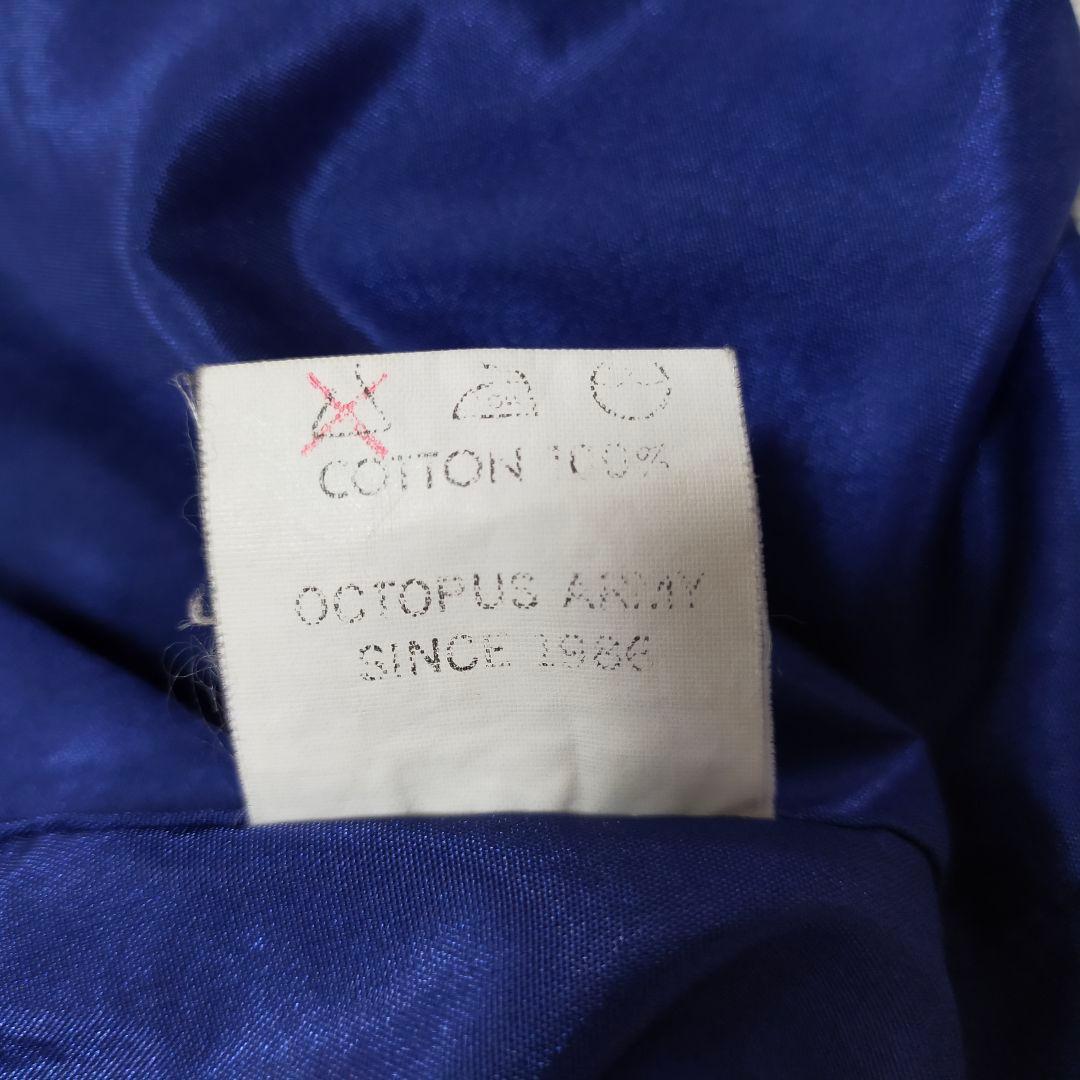 COTTON 100%
OCTOPUS ARMY
SINCE 1986